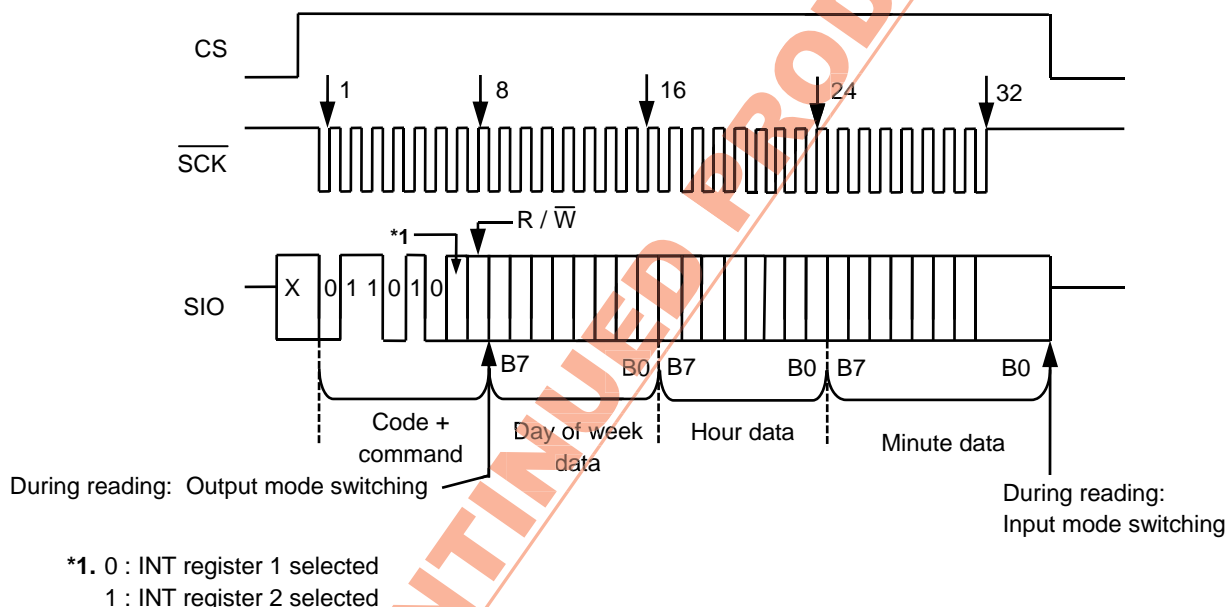 CS
1 8 16 24 32
SCK
R / W
*1
X 0 1 1 0 1 0
SIO
B7 B0 B7 B0 B7 B0
Code +
command
Day of week
data
Hour data
Minute data
During reading: Output mode switching
During reading:
Input mode switching
*1. 0 : INT register 1 selected
1 : INT register 2 selected
NTINUED PROD